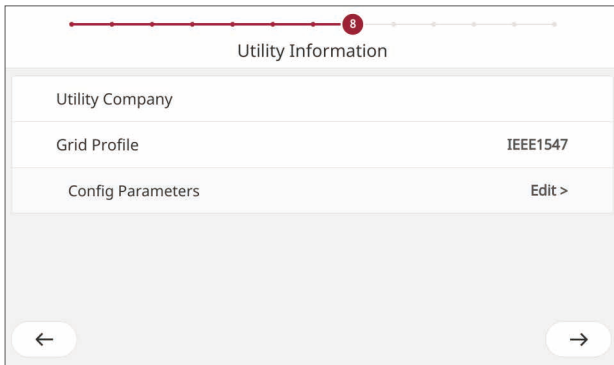 8
Utility Information
Utility Company
Grid Profile IEEE1547
Config Parameters Edit >